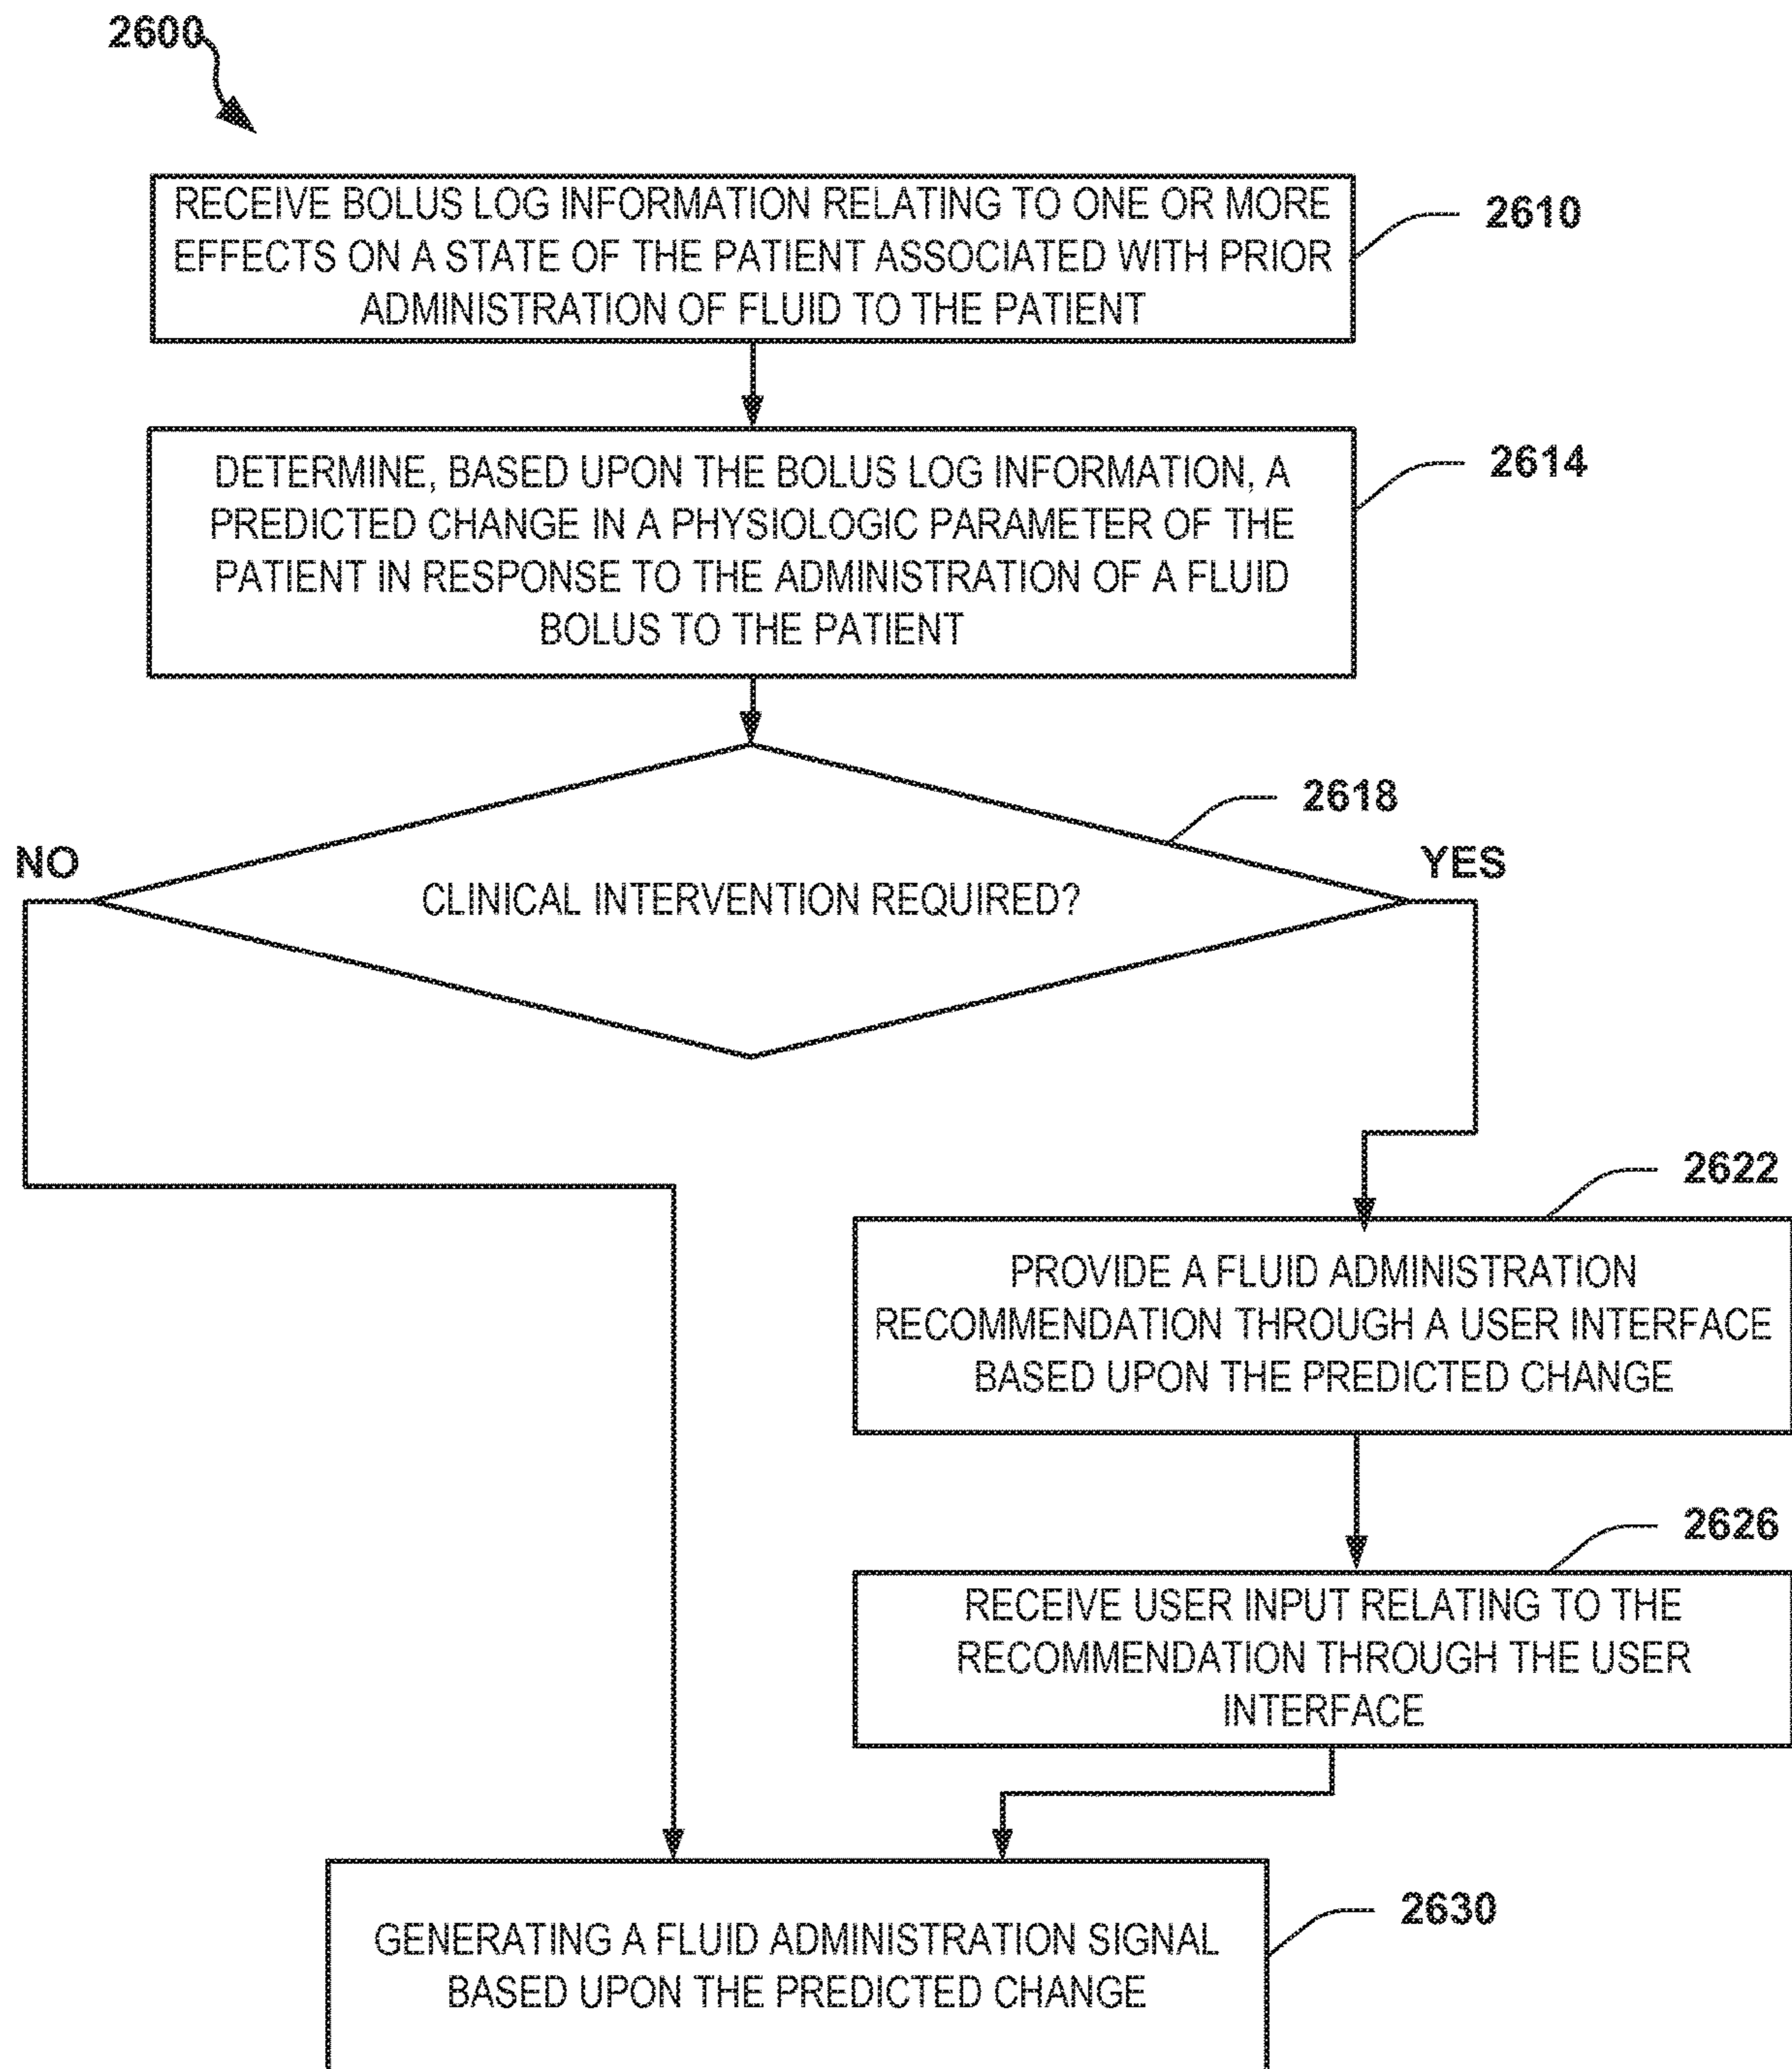 2600
RECEIVE BOLUS LOG INFORMATION RELATING TO ONE OR MORE
EFFECTS ON A STATE OF THE PATIENT ASSOCIATED WITH PRIOR
ADMINISTRATION OF FLUID TO THE PATIENT
2610
DETERMINE, BASED UPON THE BOLUS LOG INFORMATION, A
PREDICTED CHANGE IN A PHYSIOLOGIC PARAMETER OF THE
PATIENT IN RESPONSE TO THE ADMINISTRATION OF A FLUID
BOLUS TO THE PATIENT
2614
2618
NO
CLINICAL INTERVENTION REQUIRED?
YES
2622
PROVIDE A FLUID ADMINISTRATION
RECOMMENDATION THROUGH A USER INTERFACE
BASED UPON THE PREDICTED CHANGE
2626
RECEIVE USER INPUT RELATING TO THE
RECOMMENDATION THROUGH THE USER
INTERFACE
2630
GENERATING A FLUID ADMINISTRATION SIGNAL
BASED UPON THE PREDICTED CHANGE